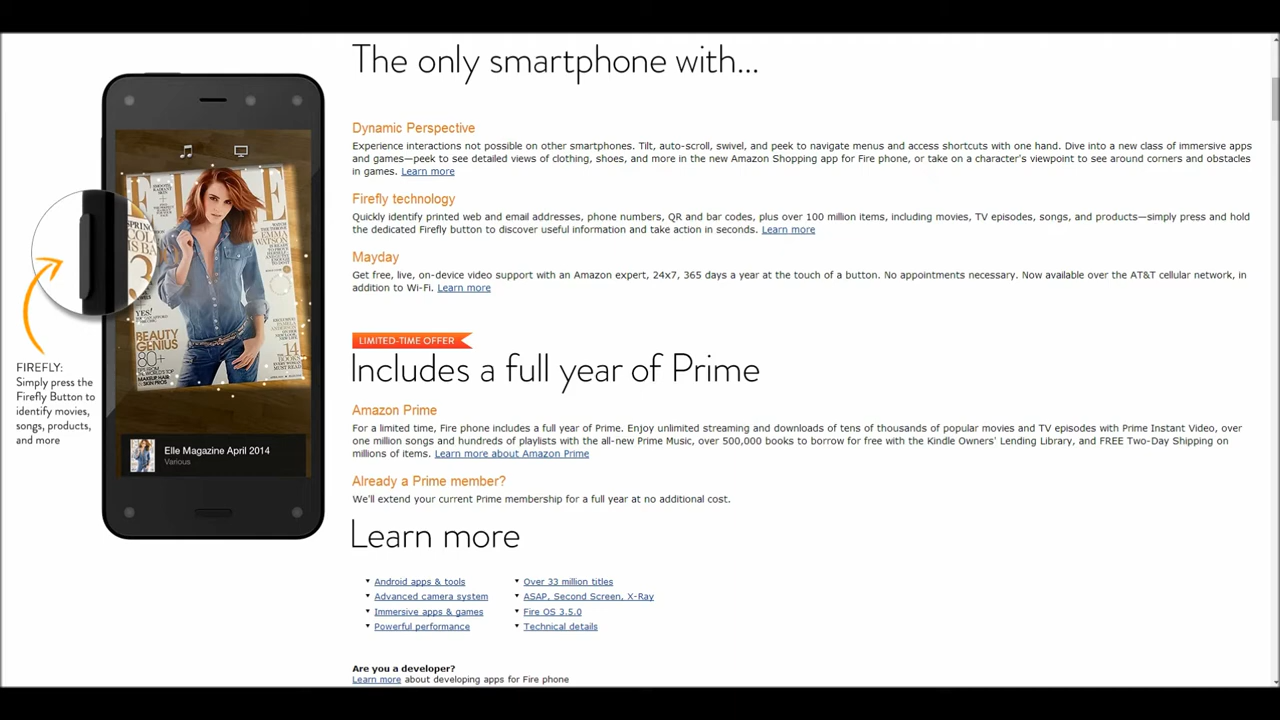 The only smartphone with...
Dynamic Perspective
Experience interactions not possible on other smartphones. Tilt, auto-scroll, swivel, and peek to navigate menus and access shortcuts with one hand. Dive into a new class of immersive apps
and games—peek to see detailed views of clothing, shoes, and more in the new Amazon Shopping app for Fire phone, or take on a character's viewpoint to see around corners and obstacles
in games. Learn more
Firefly technology
Quickly identify printed web and email addresses, phone numbers, QR and bar codes, plus over 100 million items, including movies, TV episodes, songs, and products—simply press and hold
the dedicated Firefly button to discover useful information and take action in seconds. Learn more
Mayday
Get free, live, on-device video support with an Amazon expert, 24x7, 365 days a year at the touch of a button. No appointments necessary. Now available over the AT&T cellular network, in
addition to Wi-Fi. Learn more
LIMITED-TIME OFFER
Includes a full year of Prime
Amazon Prime
For a limited time, Fire phone includes a full year of Prime. Enjoy unlimited streaming and downloads of tens of thousands of popular movies and TV episodes with Prime Instant Video, over
one million songs and hundreds of playlists with the all-new Prime Music, over 500,000 books to borrow for free with the Kindle Owners' Lending Library, and FREE Two-Day Shipping on
millions of items. Learn more about Amazon Prime
Already a Prime member?
We'll extend your current Prime membership for a full year at no additional cost.
Learn more
Android apps & tools
Advanced camera system
Immersive apps & games
Powerful performance
Over 33 million titles
ASAP, Second Screen, X-Ray
Fire OS 3.5.0
Technical details
Are you a developer?
Learn more about developing apps for Fire phone
FIREFLY:
Simply press the
Firefly Button to
identify movies,
songs, products,
and more
EMMA
WATSON
YES!
BEAUTY
GENIUS
80+
14
Elle Magazine April 2014
Various